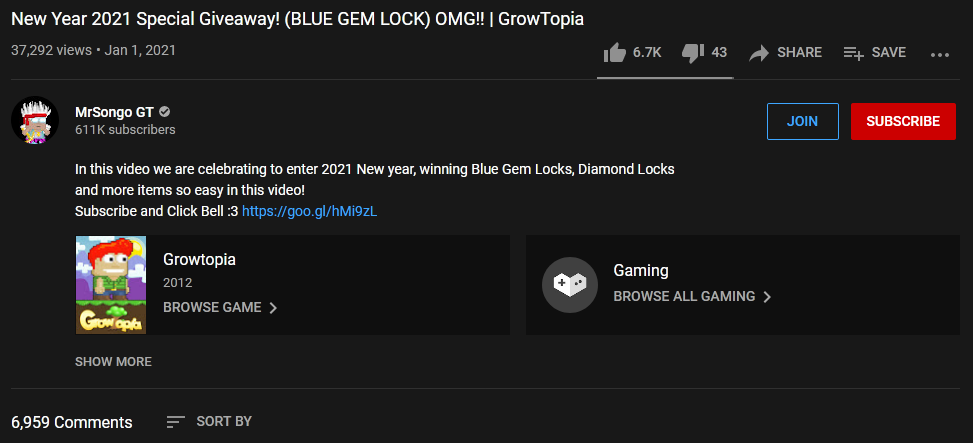 New Year 2021 Special Giveaway! (BLUE GEM LOCK) OMG!! | GrowTopia
37,292 views • Jan 1, 2021
6.7K
43
SHARE
SAVE
MrSongo GT
611K subscribers
JOIN
SUBSCRIBE
In this video we are celebrating to enter 2021 New year, winning Blue Gem Locks, Diamond Locks
and more items so easy in this video!
Subscribe and Click Bell :3 https://goo.gl/hMi9zL
GrowTopia
Growtopia
2012
BROWSE GAME
Gaming
BROWSE ALL GAMING
SHOW MORE
6,959 Comments
SORT BY